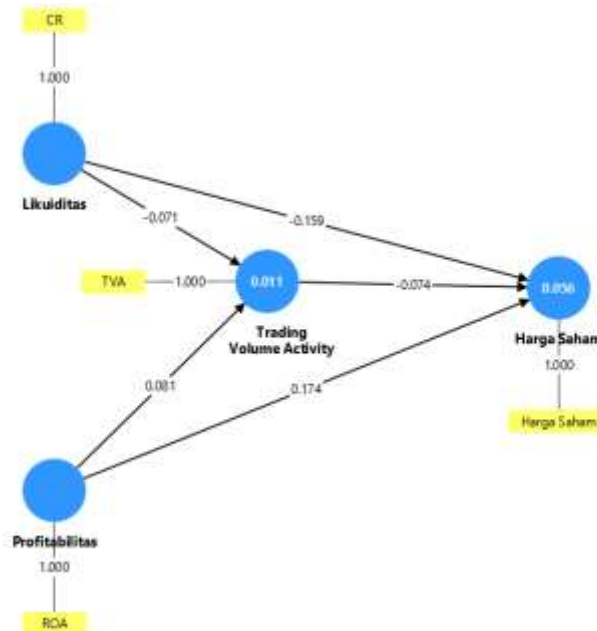 CR
1.000
Likuiditas
-0.071
-0.159
TVA
1.000
0.011
-0.074
0.056
Trading
Volume Activity
Harga Saham
1.000
0.081
0.174
Harga Saham
Profitabilitas
1.000
ROA